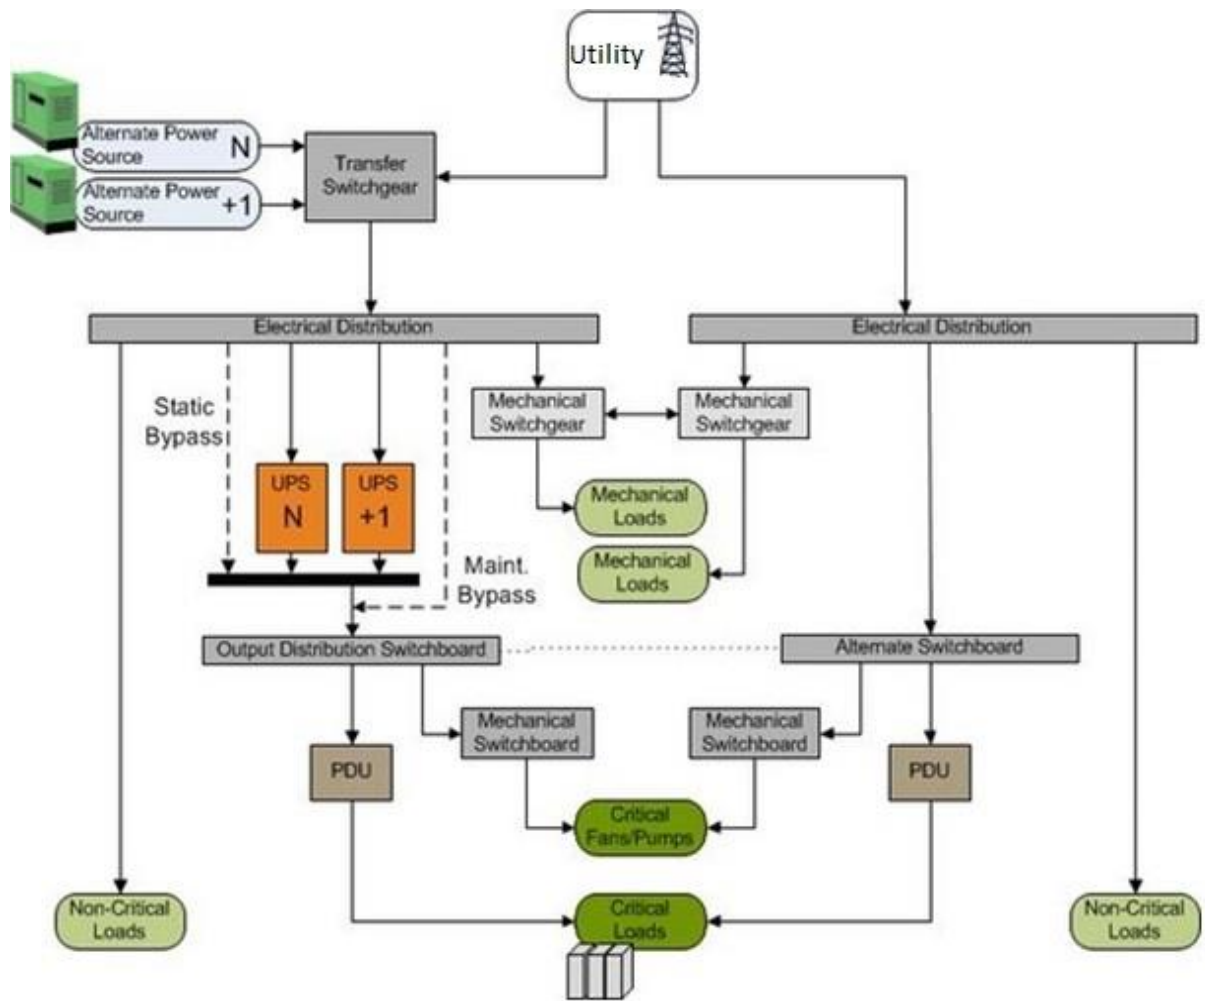 Utility
Alternate Power
Source
N
Alternate Power
Source
+1
Transfer
Switchgear
Electrical Distribution
Electrical Distribution
Static
Bypass
Mechanical
Switchgear
Mechanical
Switchgear
UPS
N
UPS
+1
Mechanical
Loads
Mechanical
Loads
Maint.
Bypass
Output Distribution Switchboard
Alternate Switchboard
Mechanical
Switchboard
Mechanical
Switchboard
PDU
PDU
Critical
Fans/Pumps
Non-Critical
Loads
Critical
Loads
Non-Critical
Loads